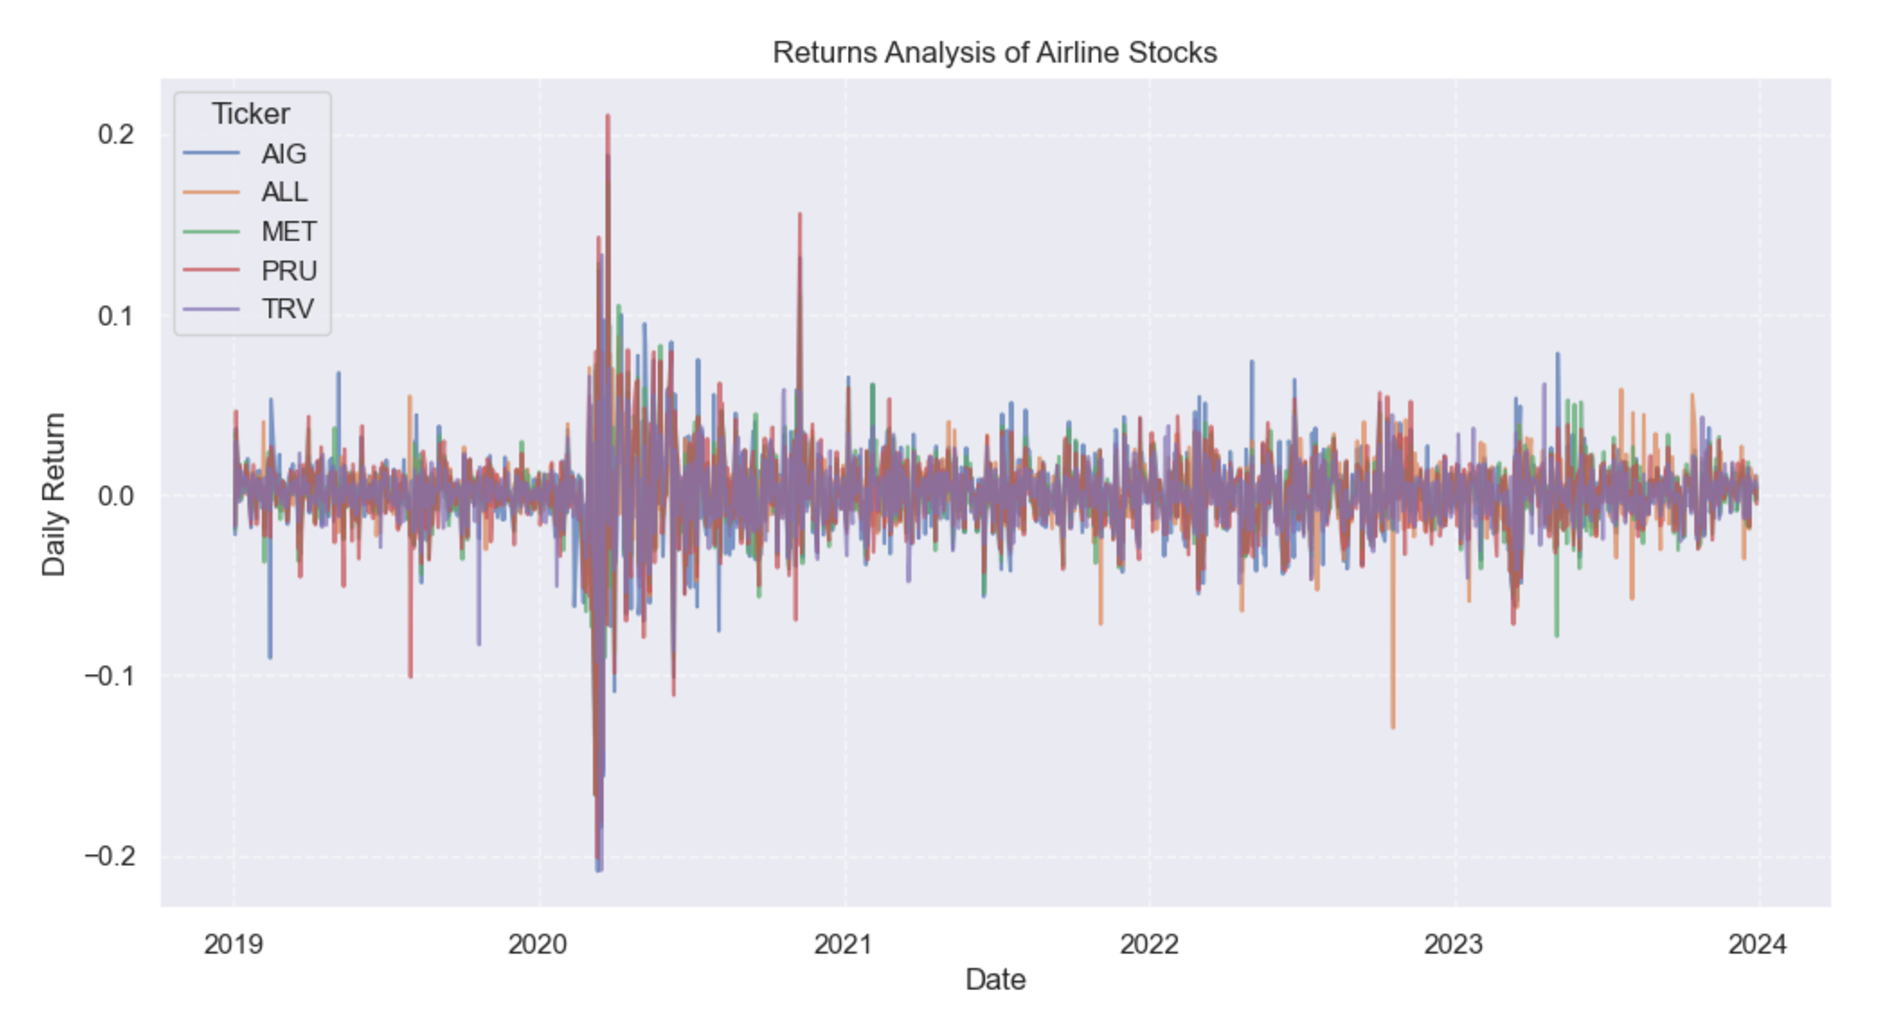 Returns Analysis of Airline Stocks
Ticker
AIG
ALL
MET
PRU
TRV
Daily Return
0.2
0.1
0.0
−0.1
−0.2
2019 2020 2021 2022 2023 2024
Date